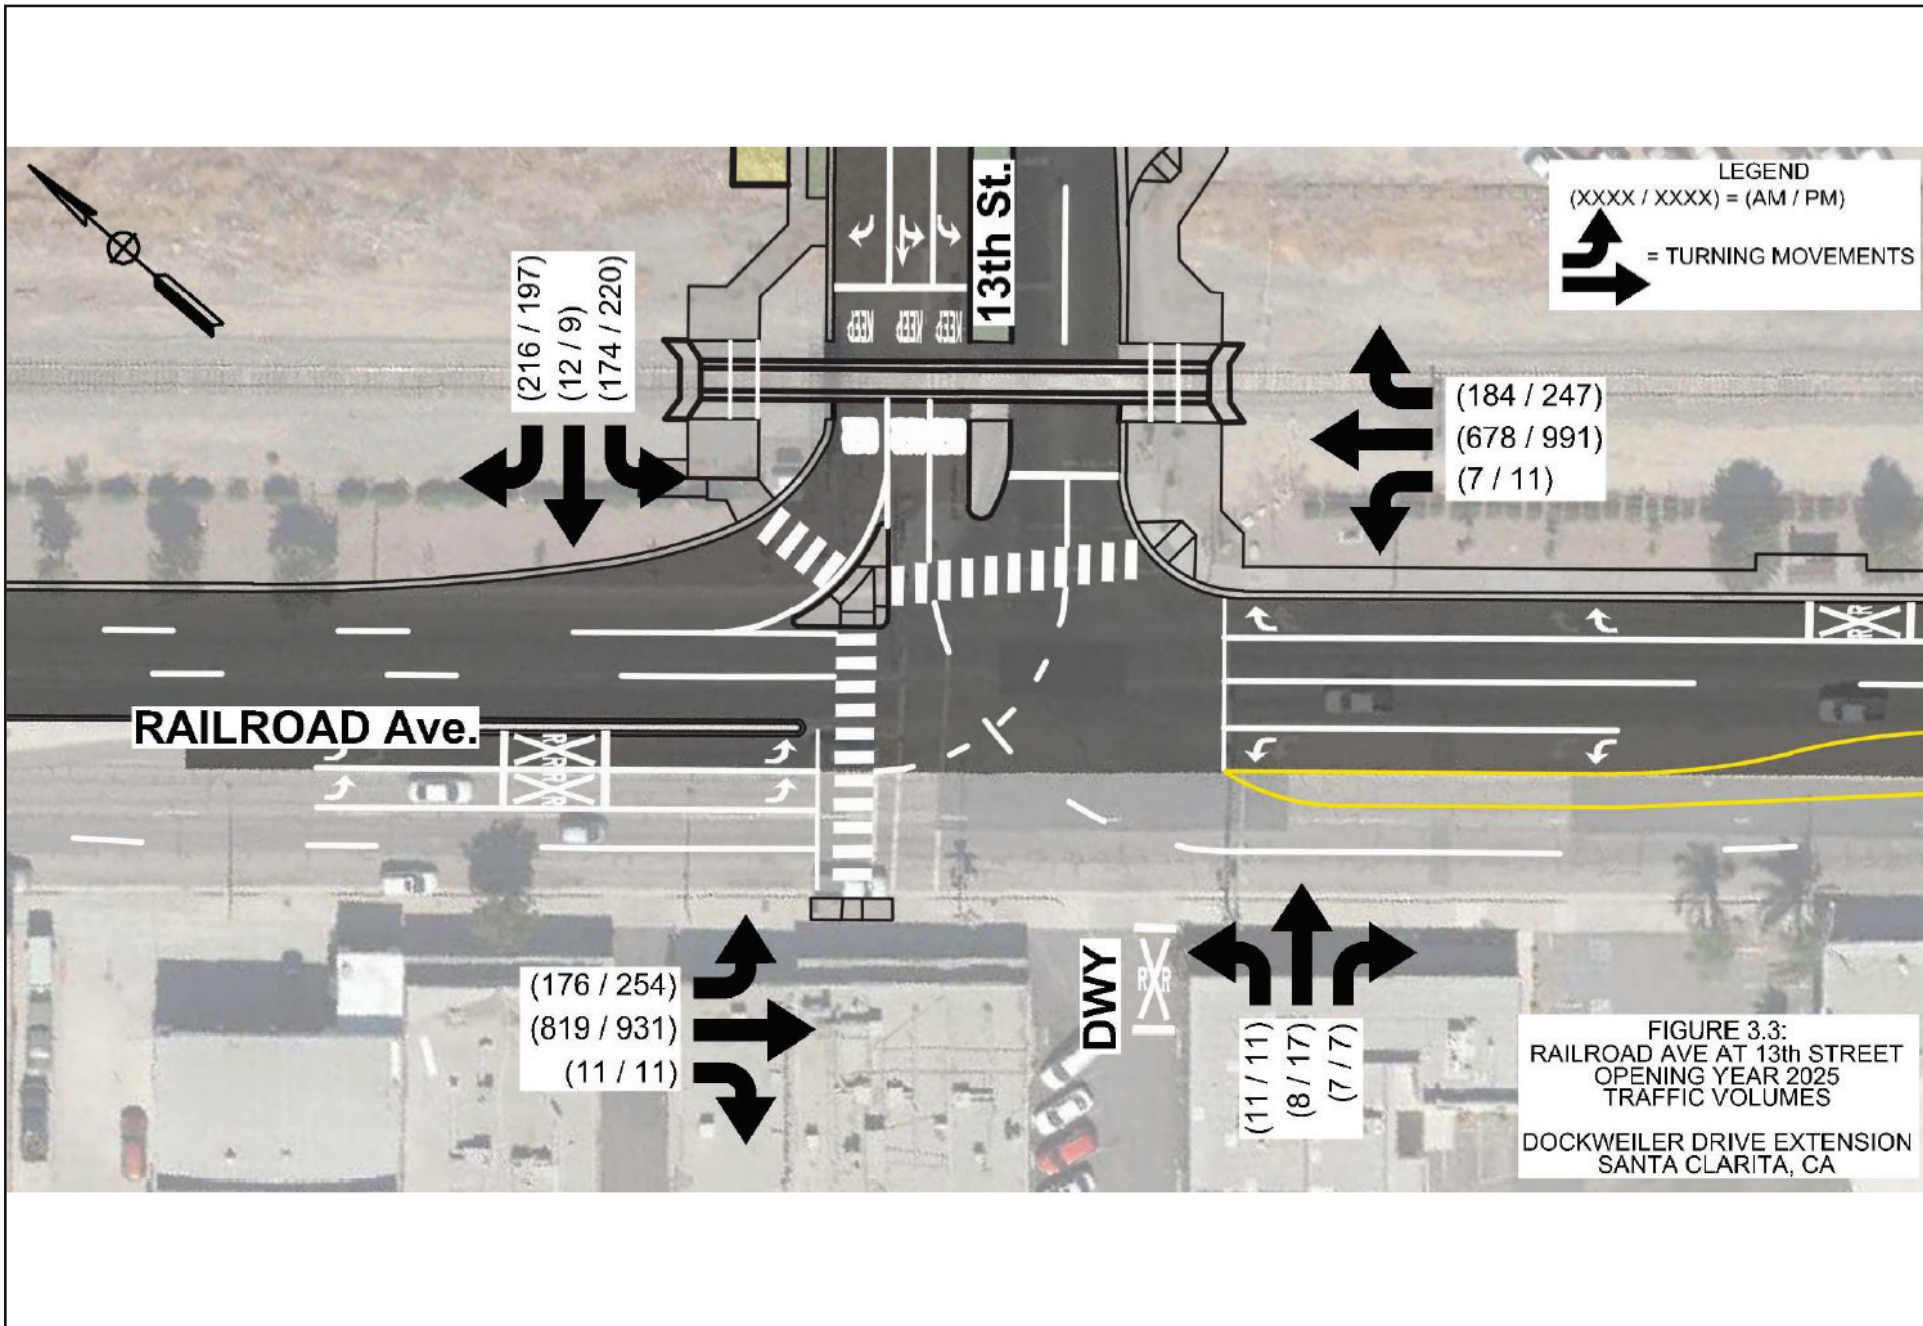 LEGEND
(XXXX / XXXX) = (AM / PM)
= TURNING MOVEMENTS
13th St.
(216 / 197)
(12 / 9)
(174 / 220)
KEEP
KEEP
KEEP
(184 / 247)
(678 / 991)
(7 / 11)
R R
RAILROAD Ave.
R R
R R
(176 / 254)
(819 / 931)
(11 / 11)
DWY
R R
(11 / 11)
(8 / 17)
(7 / 7)
FIGURE 3.3:
RAILROAD AVE AT 13th STREET
OPENING YEAR 2025
TRAFFIC VOLUMES
DOCKWEILER DRIVE EXTENSION
SANTA CLARITA, CA